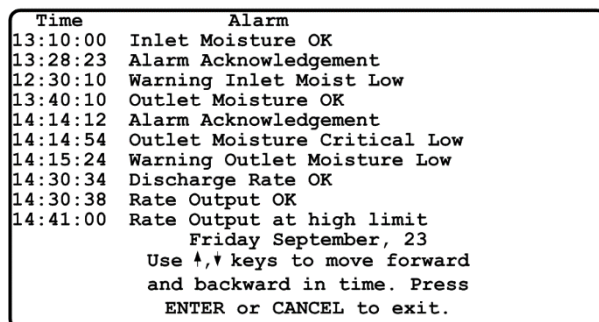 Time Alarm
13:10:00 Inlet Moisture OK
13:28:23 Alarm Acknowledgement
12:30:10 Warning Inlet Moist Low
13:40:10 Outlet Moisture OK
14:14:12 Alarm Acknowledgement
14:14:54 Outlet Moisture Critical Low
14:15:24 Warning Outlet Moisture Low
14:30:34 Discharge Rate OK
14:30:38 Rate Output OK
14:41:00 Rate Output at high limit
Friday September, 23
Use ↑,↓ keys to move forward
and backward in time. Press
ENTER or CANCEL to exit.